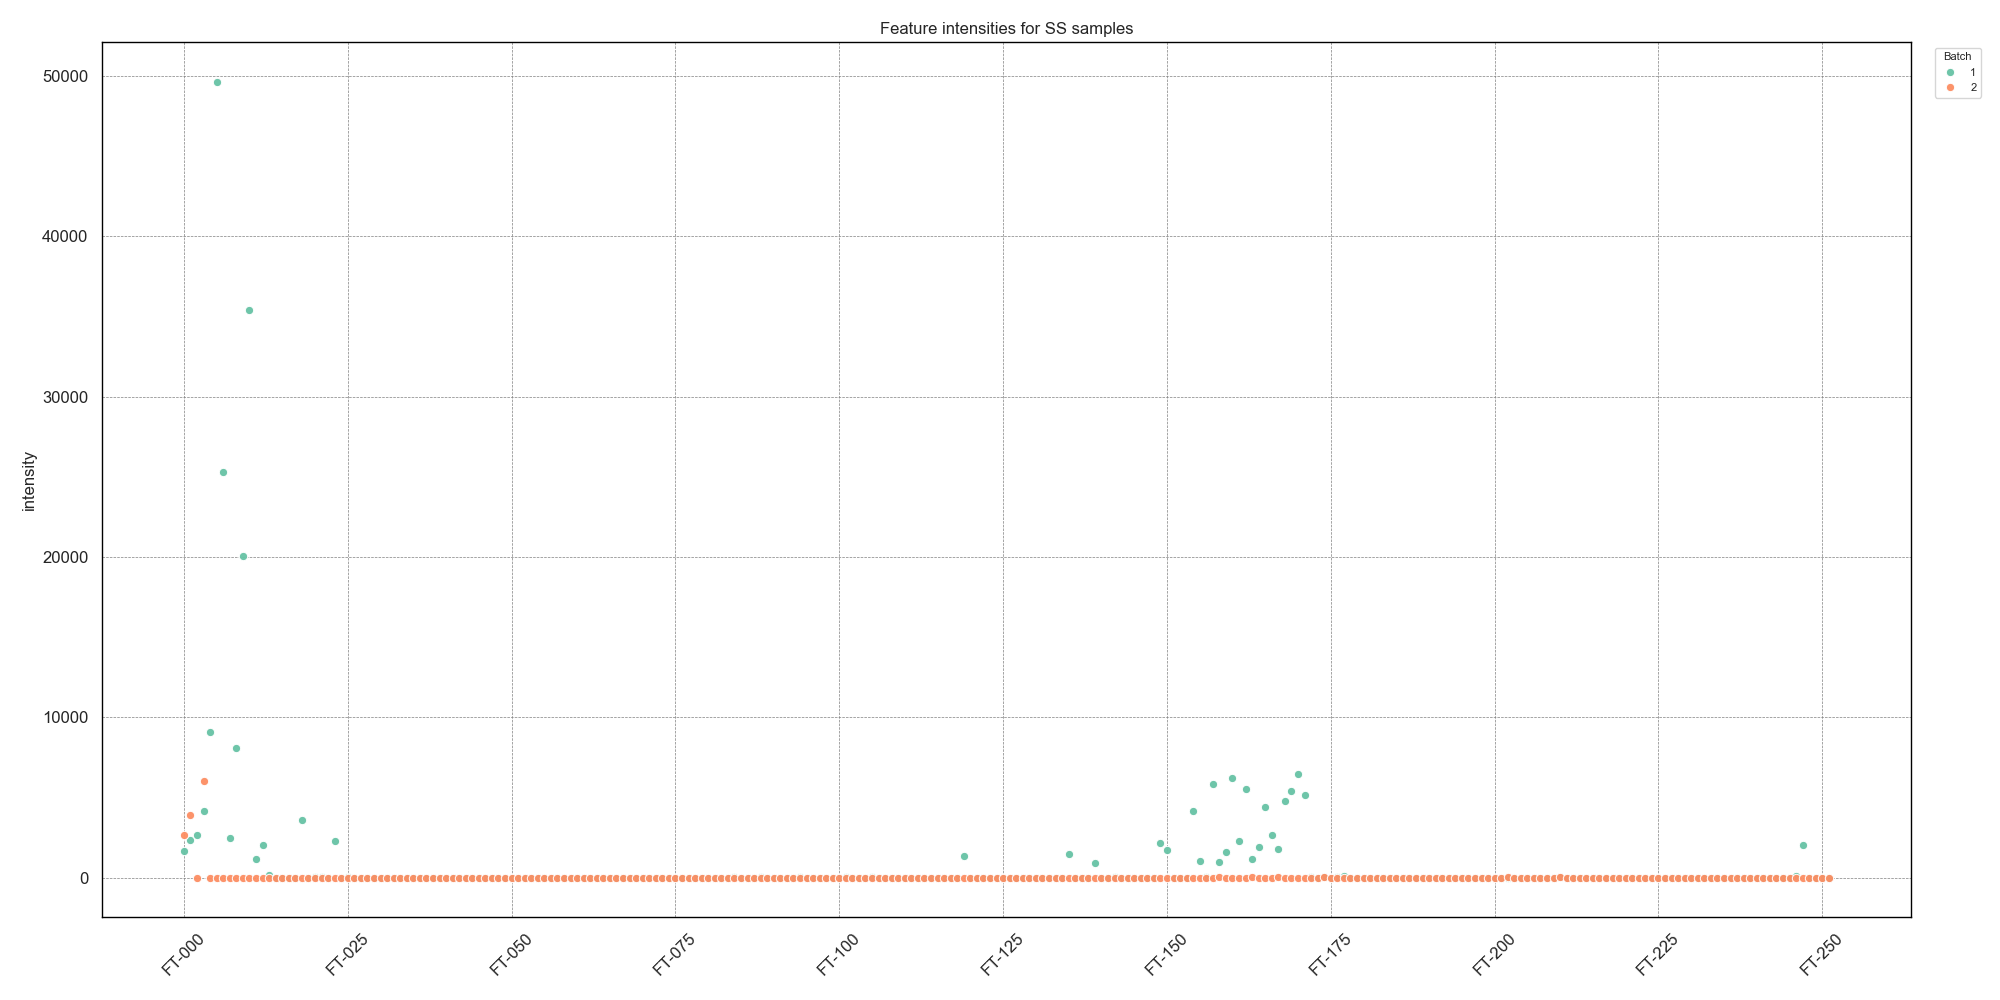 Feature intensities for SS samples
Batch
1
2
50000
40000
30000
20000
10000
0
intensity
FT-000
FT-025
FT-050
FT-075
FT-100
FT-125
FT-150
FT-175
FT-200
FT-225
FT-250